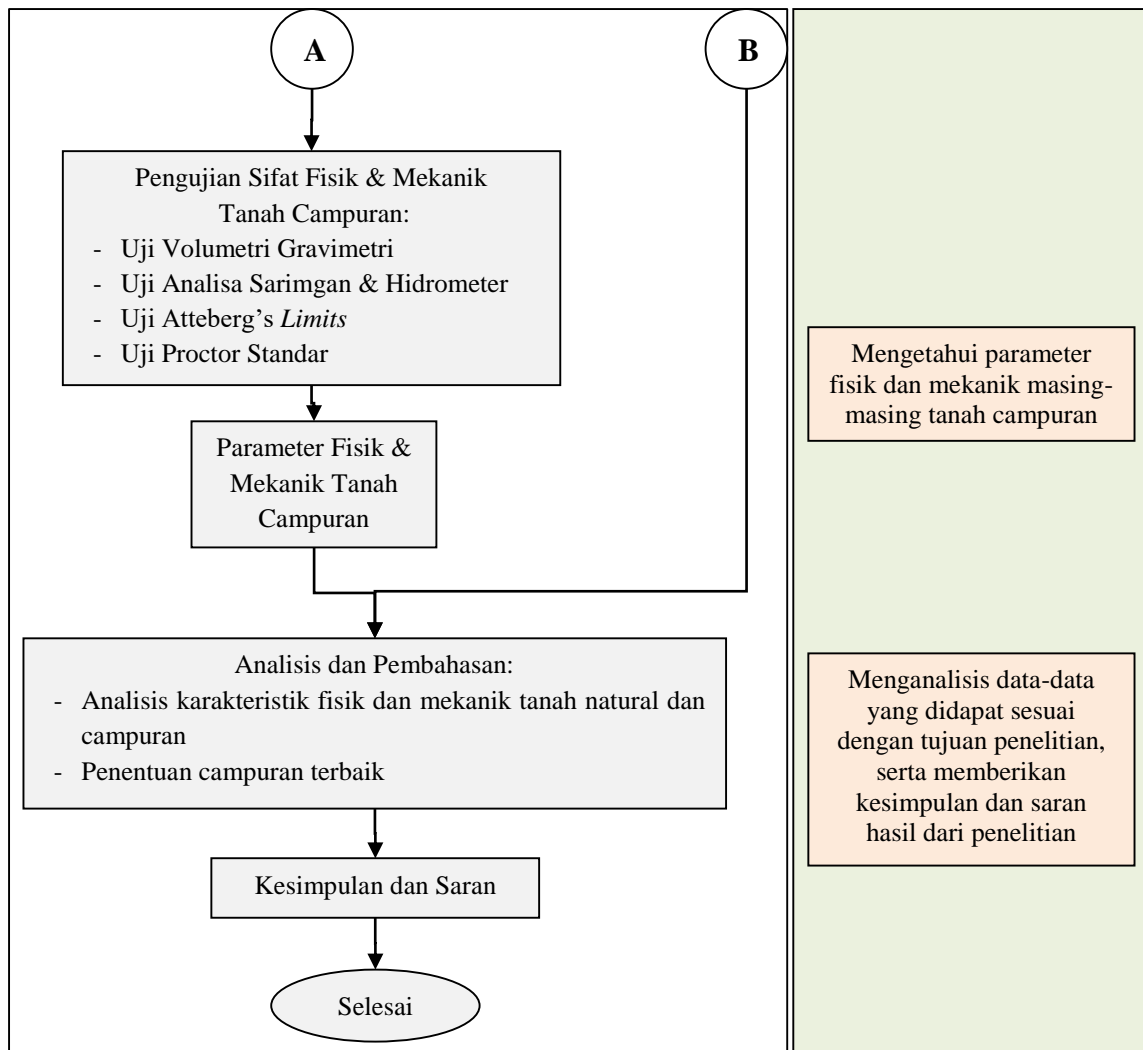 A
B
Pengujian Sifat Fisik & Mekanik
Tanah Campuran:
- Uji Volumetri Gravimetri
- Uji Analisa Sarimgan & Hidrometer
- Uji Atteberg's Limits
- Uji Proctor Standar
Parameter Fisik &
Mekanik Tanah
Campuran
Analisis dan Pembahasan:
- Analisis karakteristik fisik dan mekanik tanah natural dan
campuran
- Penentuan campuran terbaik
Kesimpulan dan Saran
Selesai
Mengetahui parameter
fisik dan mekanik masing-
masing tanah campuran
Menganalisis data-data
yang didapat sesuai
dengan tujuan penelitian,
serta memberikan
kesimpulan dan saran
hasil dari penelitian